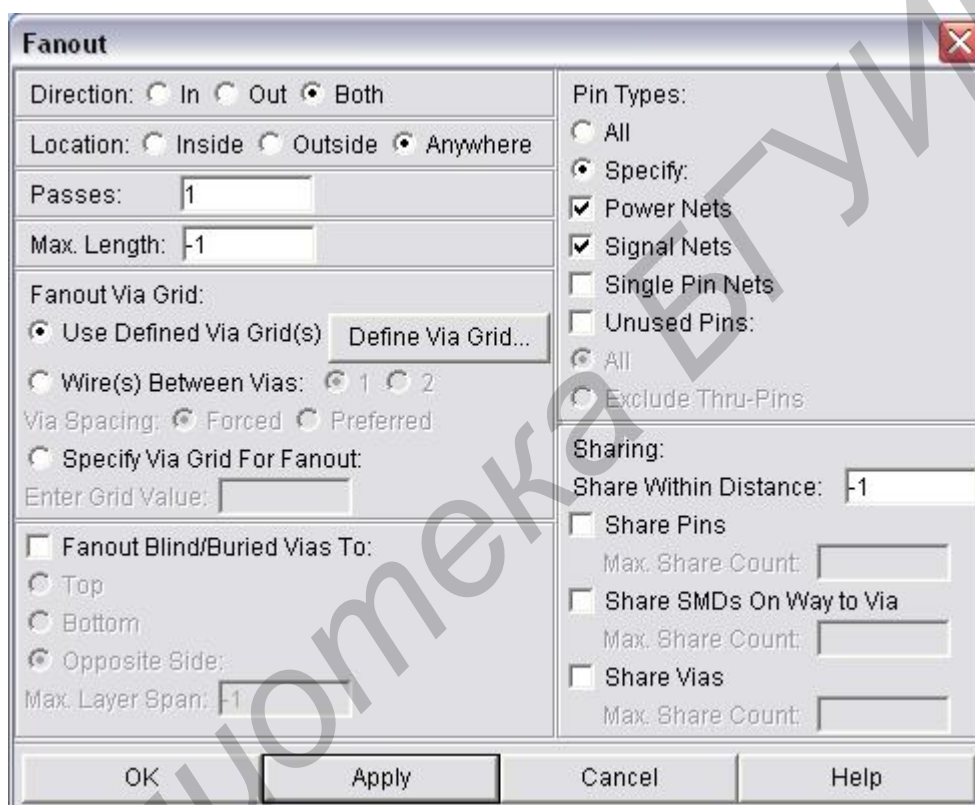 Fanout
Direction: In Out Both
Location: Inside Outside Anywhere
Passes: 1
Max. Length: -1
Fanout Via Grid:
Use Defined Via Grid(s) Define Via Grid...
Wire(s) Between Vias: 1 2
Via Spacing: Forced Preferred
Specify Via Grid For Fanout:
Enter Grid Value:
Fanout Blind/Buried Vias To:
Top
Bottom
Opposite Side:
Max. Layer Span: -1
Pin Types:
All
Specify:
Power Nets
Signal Nets
Single Pin Nets
Unused Pins:
All
Exclude Thru-Pins
Sharing:
Share Within Distance: -1
Share Pins
Max. Share Count:
Share SMDs On Way to Via
Max. Share Count:
Share Vias
Max. Share Count:
OK Apply Cancel Help